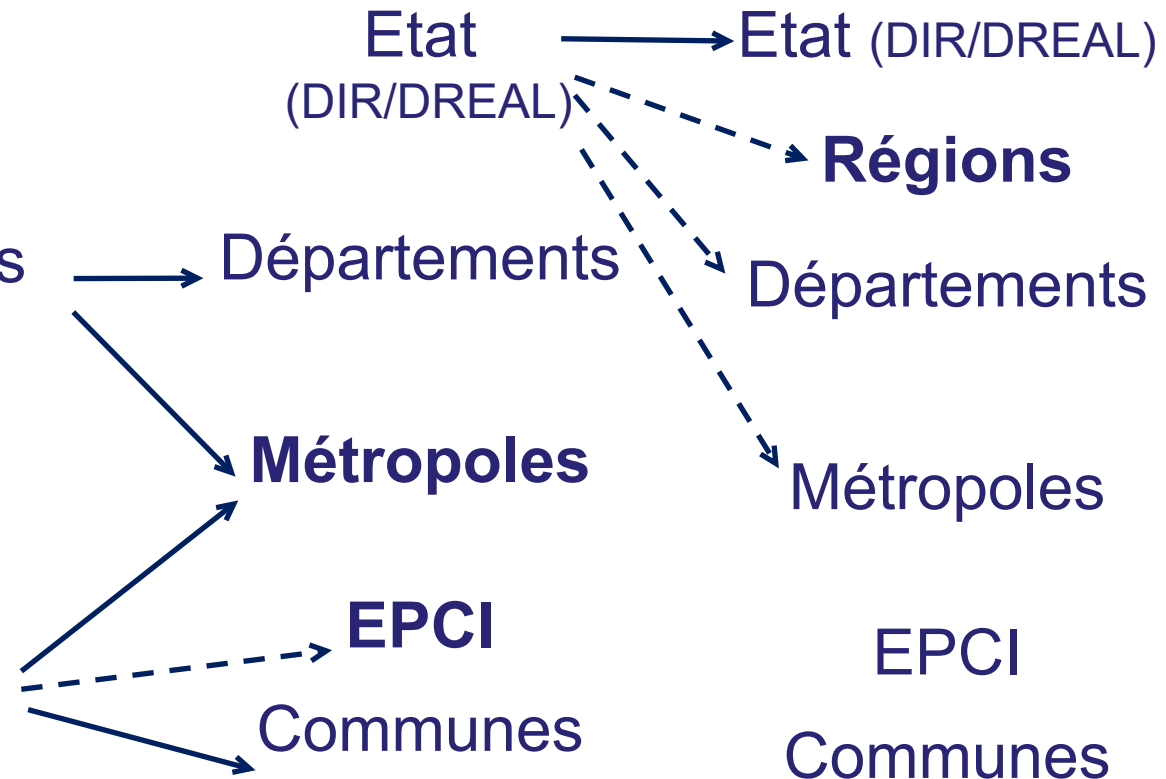 Etat
(DIR/DREAL)
Etat (DIR/DREAL)
Régions
s
Départements
Départements
Métropoles
Métropoles
EPCI
EPCI
Communes
Communes